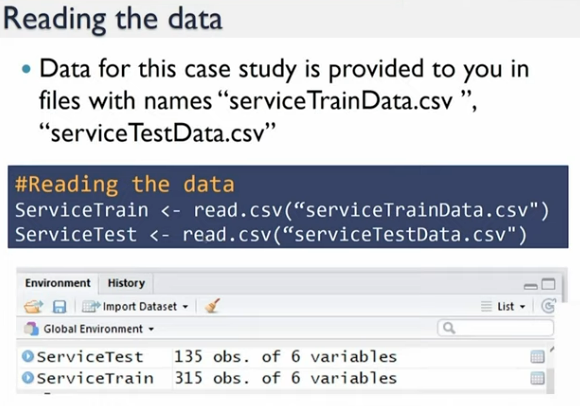 Reading the data
• Data for this case study is provided to you in
files with names “serviceTrainData.csv ”,
“serviceTestData.csv”
#Reading the data
ServiceTrain <- read.csv(“serviceTrainData.csv")
ServiceTest <- read.csv(“serviceTestData.csv")
Environment History
Import Dataset List
Global Environment
ServiceTest 135 obs. of 6 variables
ServiceTrain 315 obs. of 6 variables